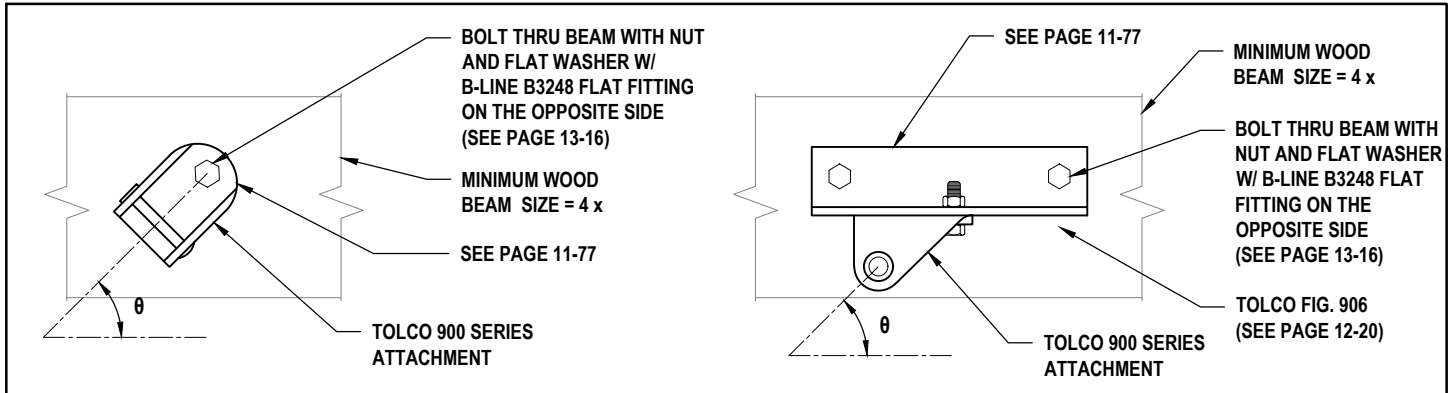 BOLT THRU BEAM WITH NUT
AND FLAT WASHER W/
B-LINE B3248 FLAT FITTING
ON THE OPPOSITE SIDE
(SEE PAGE 13-16)
MINIMUM WOOD
BEAM SIZE = 4 x
SEE PAGE 11-77
θ
TOLCO 900 SERIES
ATTACHMENT
SEE PAGE 11-77
MINIMUM WOOD
BEAM SIZE = 4 x
BOLT THRU BEAM WITH
NUT AND FLAT WASHER
W/ B-LINE B3248 FLAT
FITTING ON THE
OPPOSITE SIDE
(SEE PAGE 13-16)
TOLCO FIG. 906
(SEE PAGE 12-20)
θ
TOLCO 900 SERIES
ATTACHMENT